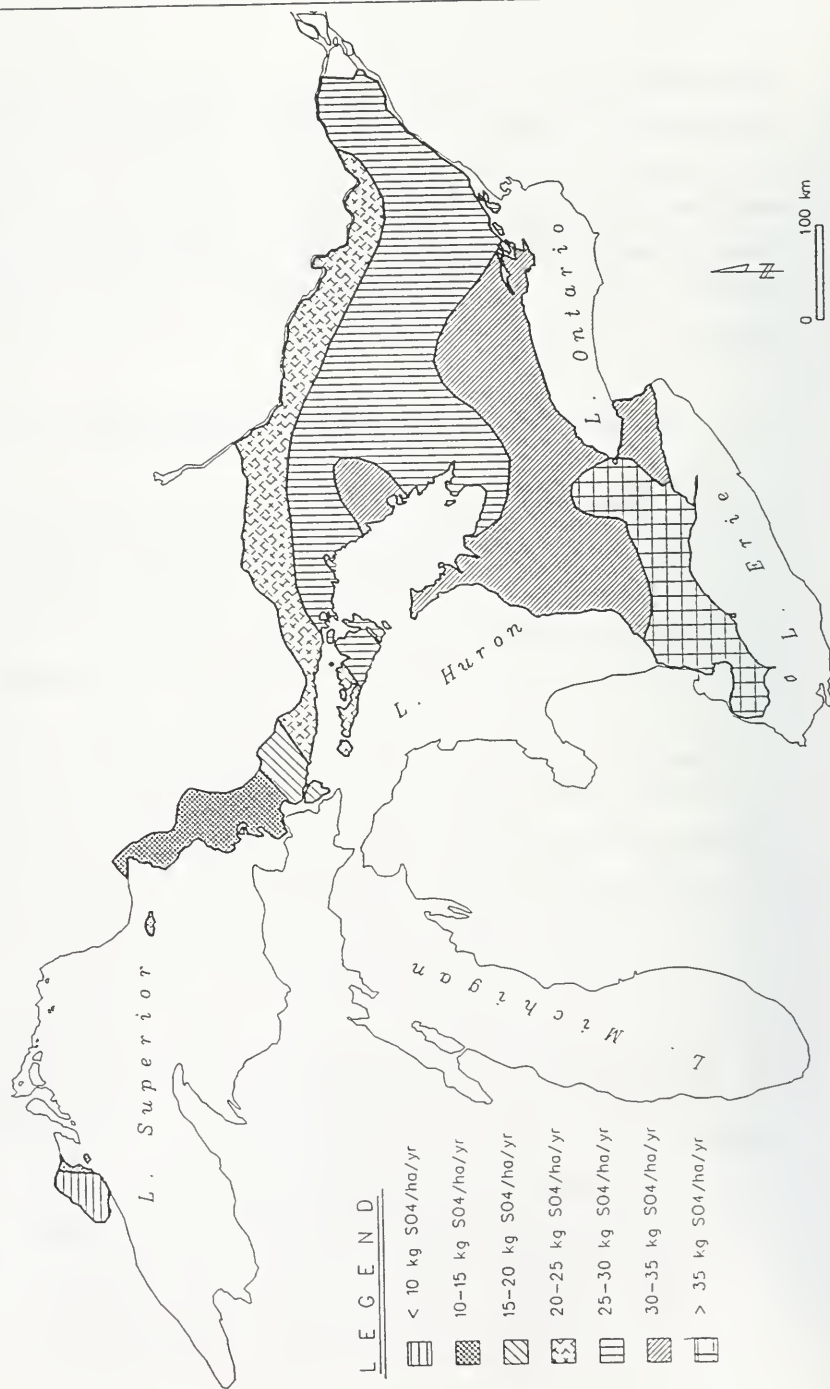 L. Superior
L. Michigan
L. Huron
L. Ontario
L. Erie
N
0 100 km
LEGEND
< 10 kg SO4/ha/yr
10-15 kg SO4/ha/yr
15-20 kg SO4/ha/yr
20-25 kg SO4/ha/yr
25-30 kg SO4/ha/yr
30-35 kg SO4/ha/yr
> 35 kg SO4/ha/yr